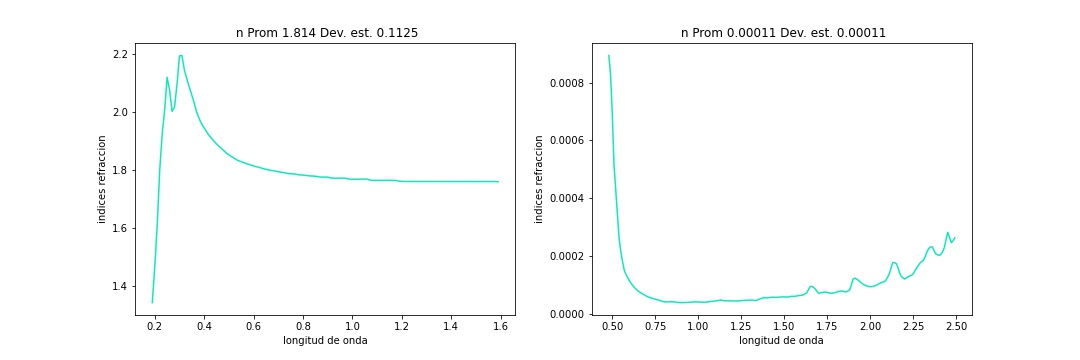 n Prom 1.814 Dev. est. 0.1125
2.2
2.0
1.8
1.6
1.4
indices refraccion
0.2 0.4 0.6 0.8 1.0 1.2 1.4 1.6
longitud de onda
n Prom 0.00011 Dev. est. 0.00011
0.0008
0.0006
0.0004
0.0002
0.0000
indices refraccion
0.50 0.75 1.00 1.25 1.50 1.75 2.00 2.25 2.50
longitud de onda